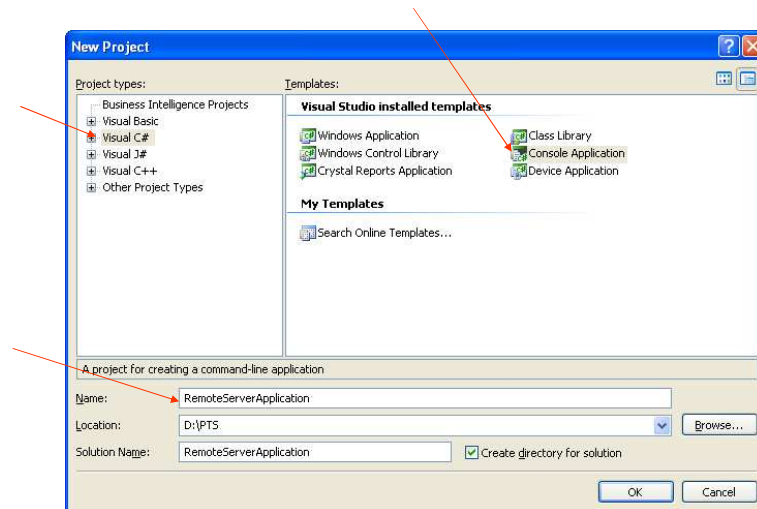 New Project
Project types:
Templates:
Business Intelligence Projects
Visual Basic
Visual C#
Visual J#
Visual C++
Other Project Types
Visual Studio installed templates
Windows Application
Class Library
Windows Control Library
Console Application
Crystal Reports Application
Device Application
My Templates
Search Online Templates...
A project for creating a command-line application
Name:
RemoteServerApplication
Location:
D:\PTS
Browse...
Solution Name:
RemoteServerApplication
Create directory for solution
OK
Cancel